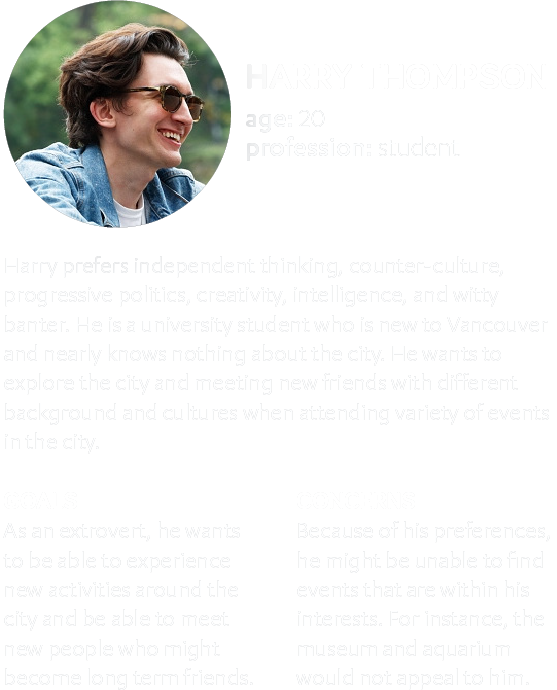 HARRY THOMPSON
age: 20
profession: student
Harry prefers independent thinking, counter-culture,
progressive politics, creativity, intelligence, and witty
banter. He is a university student who is new to Vancouver
and nearly knows nothing about the city. He wants to
explore the city and meeting new friends with different
background and cultures when attending variety of events
in the city.
As an extrovert, he wants
to be able to experience
new activities around the
city and be able to meet
new people who might
become long term friends.
Because of his preferences,
he might be unable to find
events that are within his
interests. For instance, the
museum and aquarium
would not appeal to him.